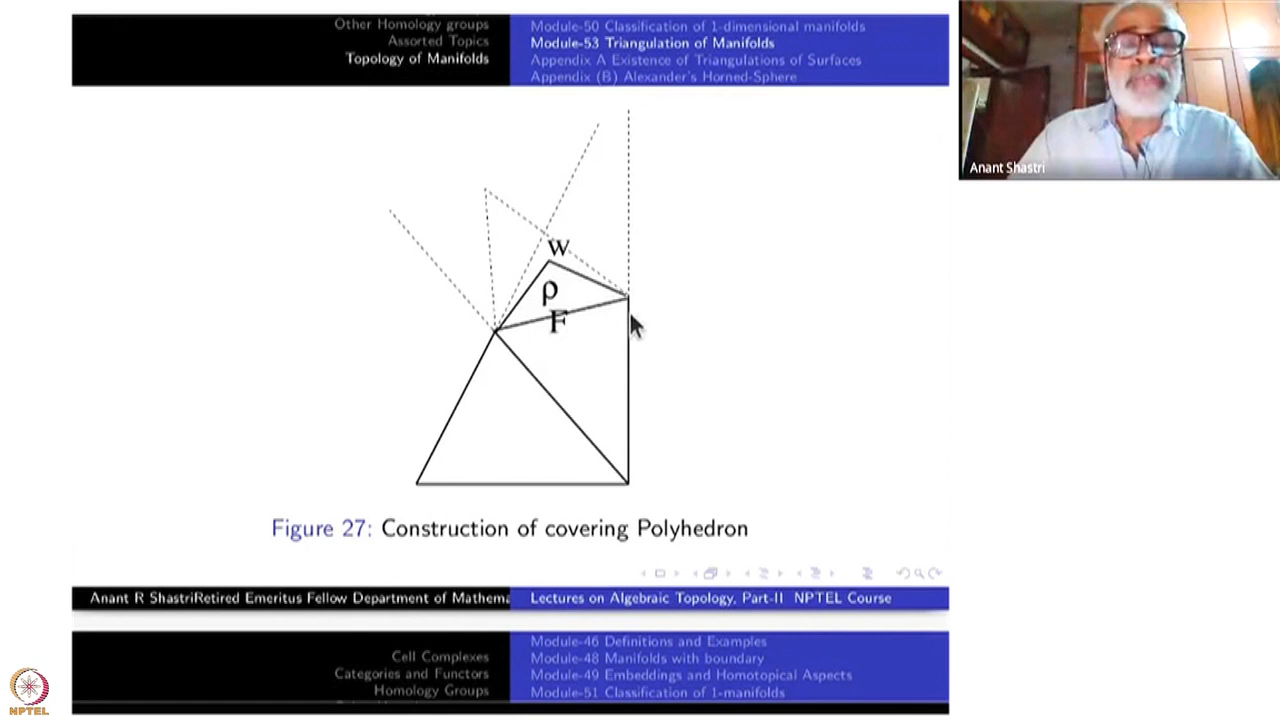 Other Homology groups
Assorted Topics
Topology of Manifolds
Module-50 Classification of 1-dimensional manifolds
Module-53 Triangulation of Manifolds
Appendix A Existence of Triangulations of Surfaces
Appendix (B) Alexander's Horned-Sphere
Anant Shastri
w
ρ
F
Figure 27: Construction of covering Polyhedron
Anant R ShastriRetired Emeritus Fellow Department of Mathema
Lectures on Algebraic Topology, Part-II NPTEL Course
Cell Complexes
Categories and Functors
Homology Groups
Module-46 Definitions and Examples
Module-48 Manifolds with boundary
Module-49 Embeddings and Homotopical Aspects
Module-51 Classification of 1-manifolds
NPTEL